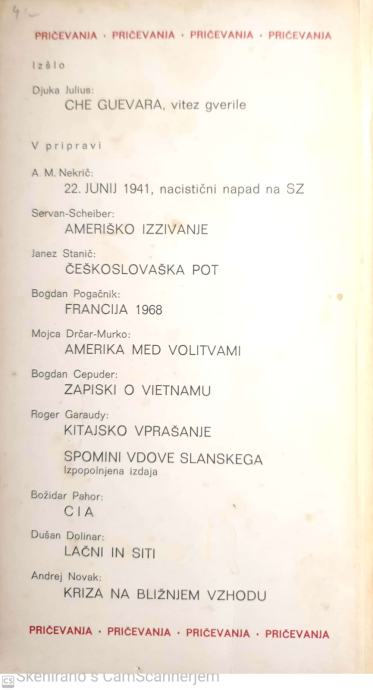 4.-
PRIČEVANJA · PRIČEVANJA · PRIČEVANJA · PRIČEVANJA
Izšlo
Djuka Julius:
CHE GUEVARA, vitez gverile
V pripravi
A. M. Nekrič:
22. JUNIJ 1941, nacistični napad na SZ
Servan-Scheiber:
AMERIŠKO IZZIVANJE
Janez Stanič:
ČEŠKOSLOVAŠKA POT
Bogdan Pogačnik:
FRANCIJA 1968
Mojca Drčar-Murko:
AMERIKA MED VOLITVAMI
Bogdan Cepuder:
ZAPISKI O VIETNAMU
Roger Garaudy:
KITAJSKO VPRAŠANJE
SPOMINI VDOVE SLANSKEGA
Izpopolnjena izdaja
Božidar Pahor:
CIA
Dušan Dolinar:
LAČNI IN SITI
Andrej Novak:
KRIZA NA BLIŽNJEM VZHODU
PRIČEVANJA · PRIČEVANJA · PRIČEVANJA · PRIČEVANJA
CS Skenirano s CamScannerjem